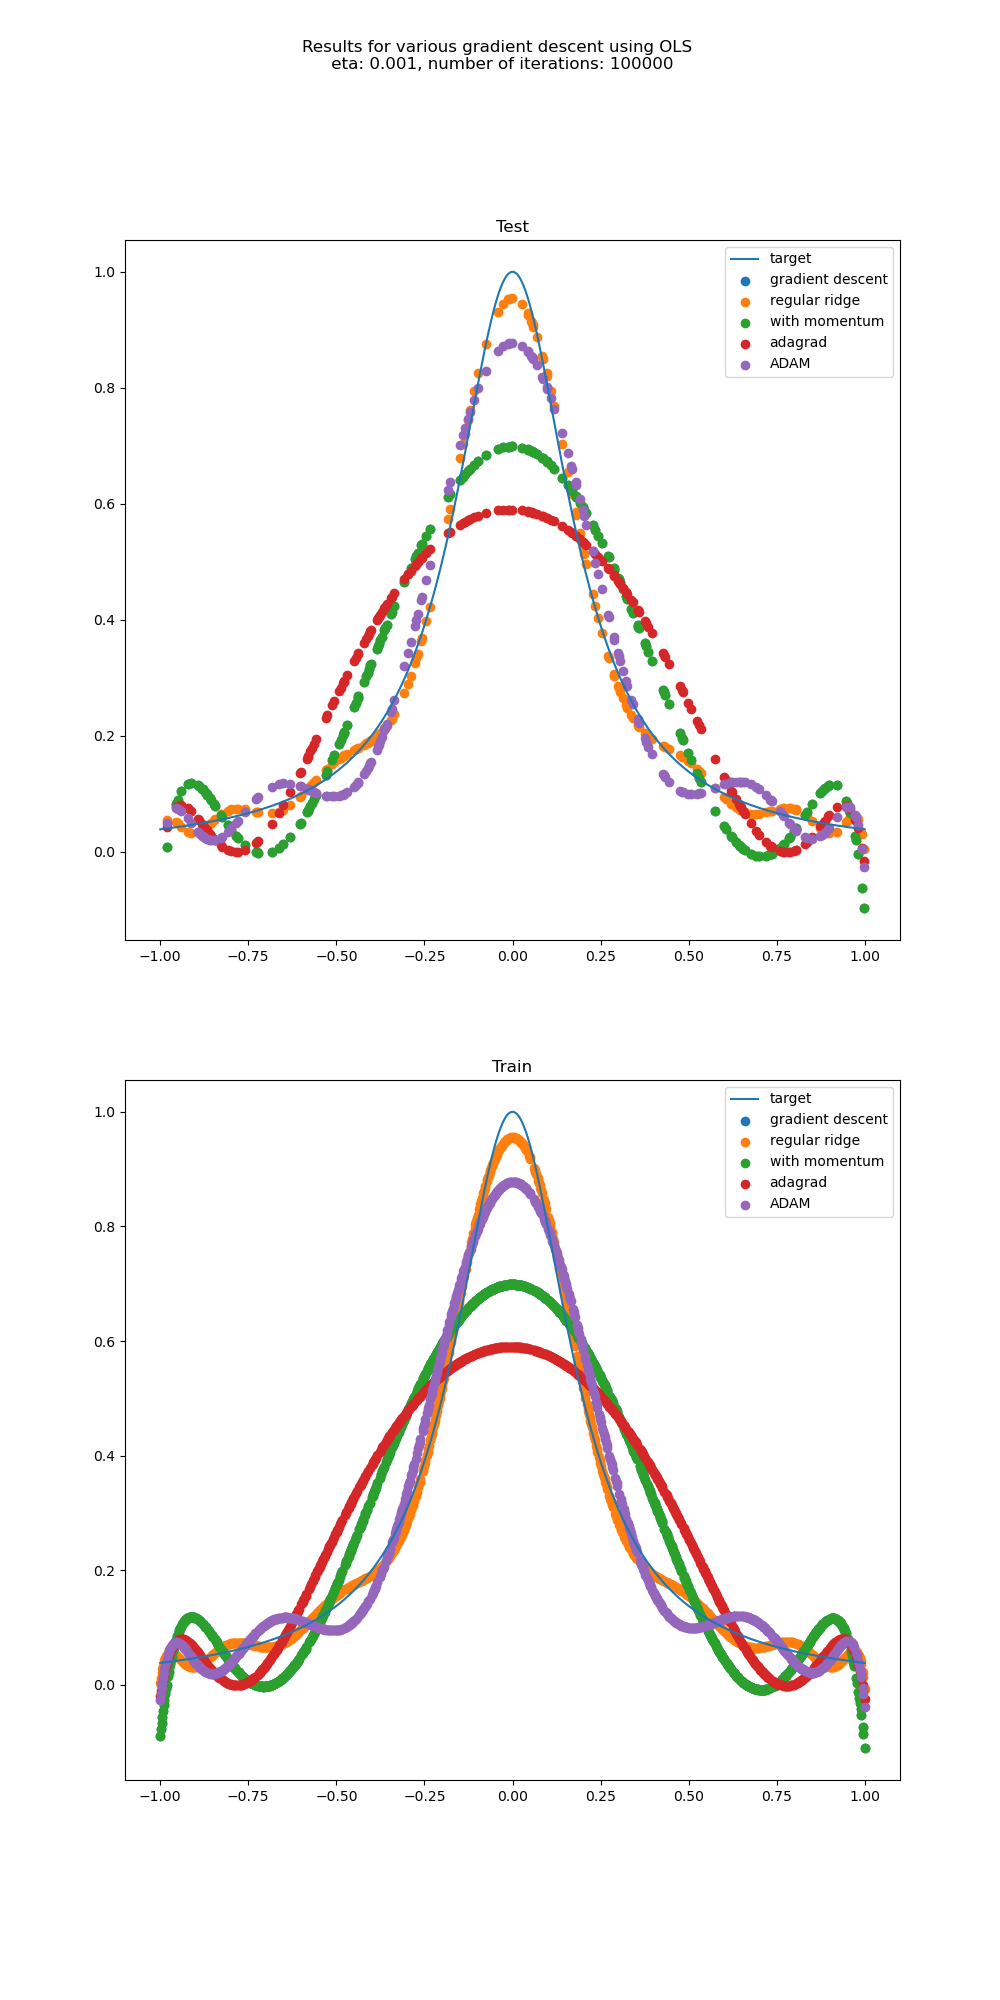 Results for various gradient descent using OLS
eta: 0.001, number of iterations: 100000
Test
target
gradient descent
regular ridge
with momentum
adagrad
ADAM
1.0
0.8
0.6
0.4
0.2
0.0
−1.00 −0.75 −0.50 −0.25 0.00 0.25 0.50 0.75 1.00
Train
target
gradient descent
regular ridge
with momentum
adagrad
ADAM
1.0
0.8
0.6
0.4
0.2
0.0
−1.00 −0.75 −0.50 −0.25 0.00 0.25 0.50 0.75 1.00